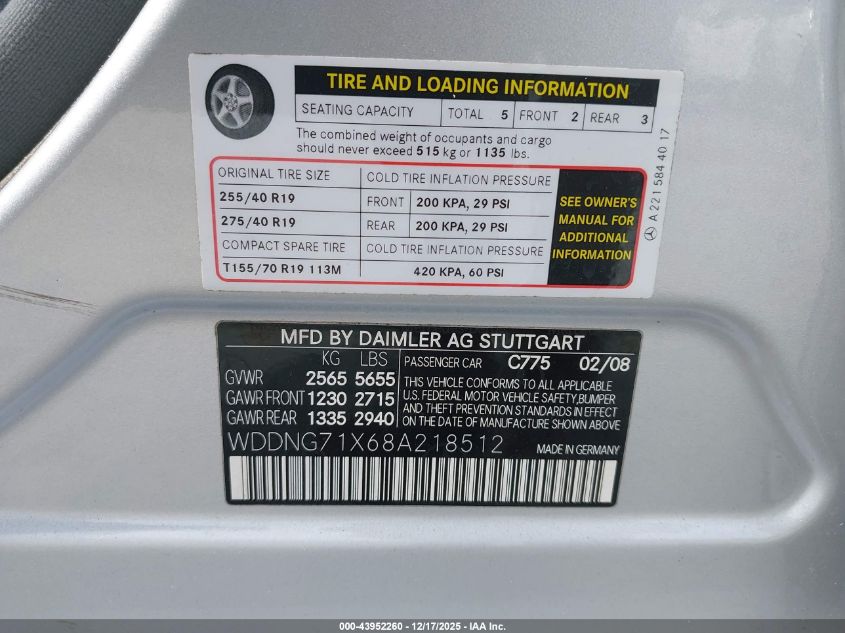 TIRE AND LOADING INFORMATION
SEATING CAPACITY TOTAL 5 FRONT 2 REAR 3
The combined weight of occupants and cargo
should never exceed 515 kg or 1135 lbs.
ORIGINAL TIRE SIZE COLD TIRE INFLATION PRESSURE
255/40 R19 FRONT 200 KPA, 29 PSI
275/40 R19 REAR 200 KPA, 29 PSI
COMPACT SPARE TIRE COLD TIRE INFLATION PRESSURE
T155/70 R19 113M 420 KPA, 60 PSI
SEE OWNER'S
MANUAL FOR
ADDITIONAL
INFORMATION
A 221 584 40 17
MFD BY DAIMLER AG STUTTGART
KG LBS PASSENGER CAR C775 02/08
GVWR 2565 5655
GAWR FRONT 1230 2715
GAWR REAR 1335 2940
THIS VEHICLE CONFORMS TO ALL APPLICABLE
U.S. FEDERAL MOTOR VEHICLE SAFETY,BUMPER
AND THEFT PREVENTION STANDARDS IN EFFECT
ON THE DATE OF MANUFACTURE SHOWN ABOVE
WDDNG71X68A218512 MADE IN GERMANY
000-43952260 - 12/17/2025 - IAA Inc.